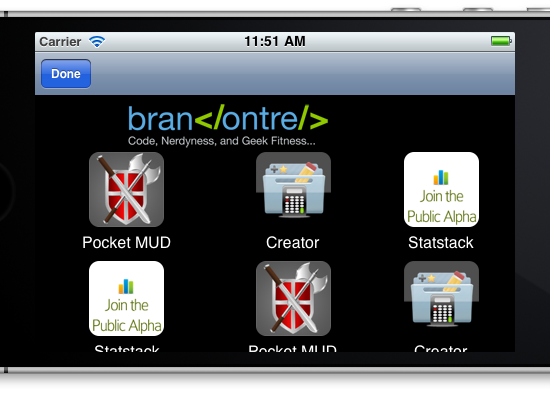 Carrier 11:51 AM
Done
bran</ontre/>
Code, Nerdyness, and Geek Fitness...
Join the
Public Alpha
Pocket MUD Creator Statstack
Join the
Public Alpha
Statstack Pocket MUD Creator